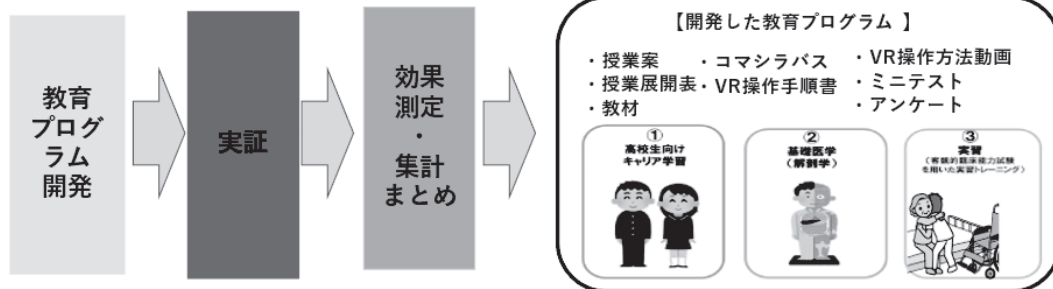 教育
プログ
ラム
開発
実証
効果
測定
・
集計
まとめ
【開発した教育プログラム 】
・授業案
・授業展開表
・教材
・コマシラバス
・VR操作手順書
・VR操作方法動画
・ミニテスト
・アンケート
①
高校生向け
キャリア学習
②
基礎医学
(解剖学)
③
実習
(客観的臨床能力試験
を用いた実習トレーニング)